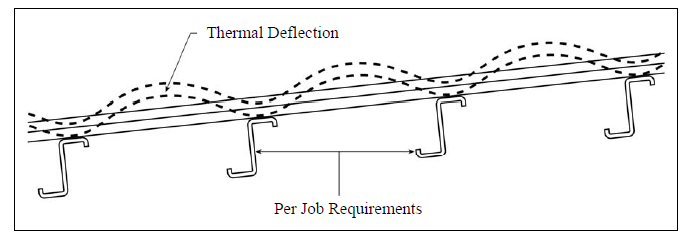 Thermal Deflection
Per Job Requirements